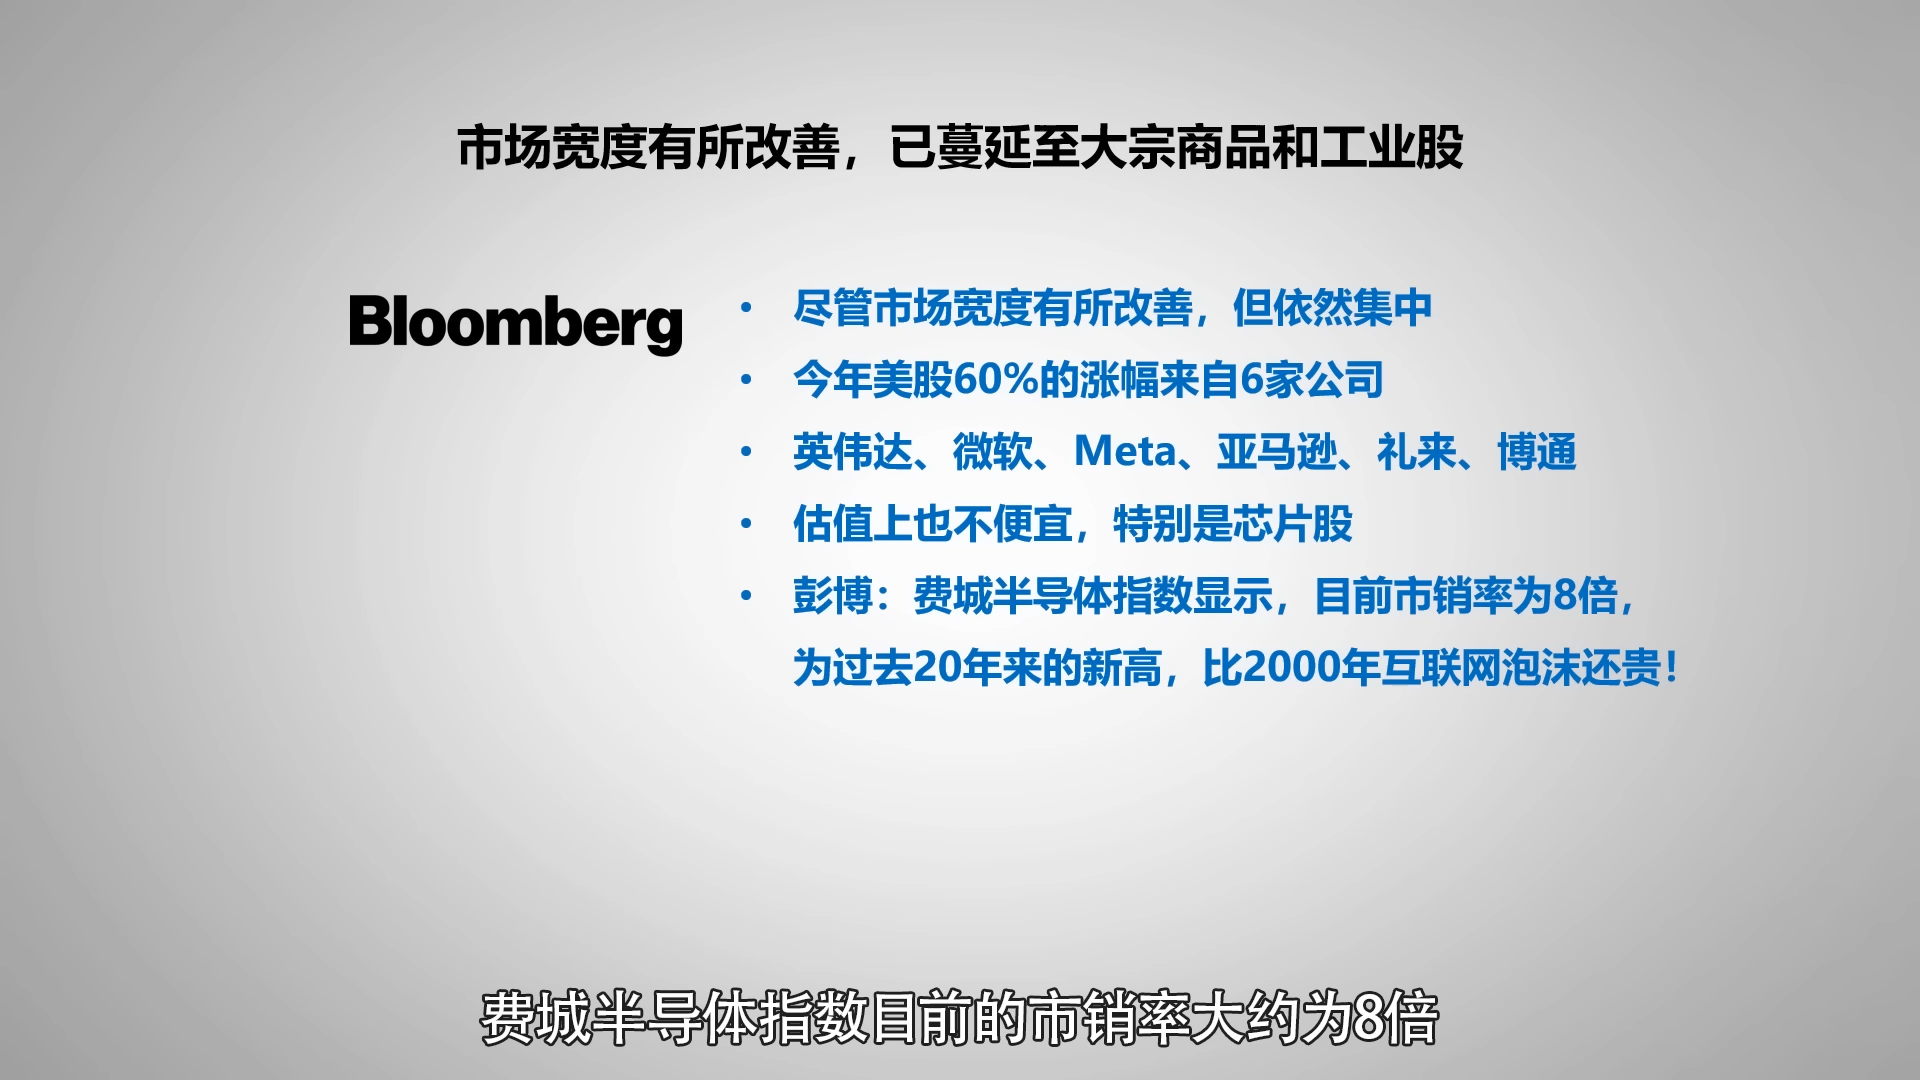 市场宽度有所改善，已蔓延至大宗商品和工业股
Bloomberg
• 尽管市场宽度有所改善，但依然集中
• 今年美股60%的涨幅来自6家公司
• 英伟达、微软、Meta、亚马逊、礼来、博通
• 估值上也不便宜，特别是芯片股
• 彭博：费城半导体指数显示，目前市销率为8倍，
为过去20年来的新高，比2000年互联网泡沫还贵！
费城半导体指数目前的市销率大约为8倍